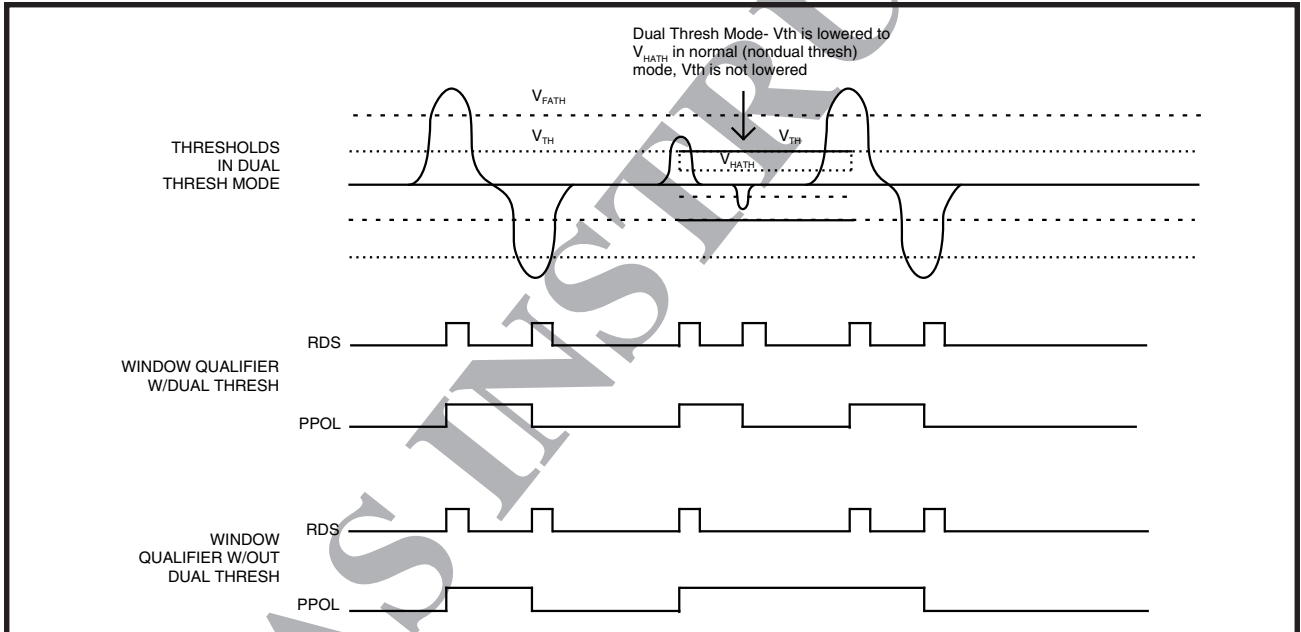 Dual Thresh Mode- Vth is lowered to
VHATH in normal (nondual thresh)
mode, Vth is not lowered
VFATH
VTH
VTH
VHATH
THRESHOLDS
IN DUAL
THRESH MODE
RDS
WINDOW QUALIFIER
W/DUAL THRESH
PPOL
RDS
WINDOW
QUALIFIER W/OUT
DUAL THRESH
PPOL
AS INSTRU